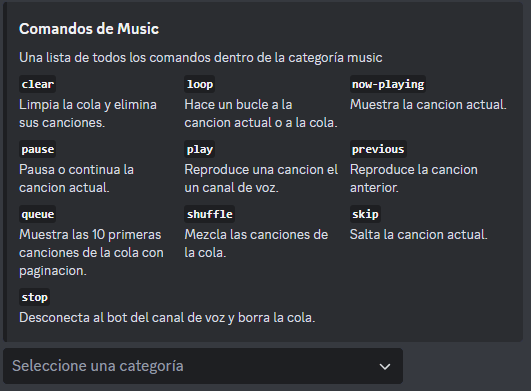 Comandos de Music
Una lista de todos los comandos dentro de la categoría music
clear
Limpia la cola y elimina
sus canciones.
loop
Hace un bucle a la
cancion actual o a la cola.
now-playing
Muestra la cancion actual.
pause
Pausa o continua la
cancion actual.
play
Reproduce una cancion el
un canal de voz.
previous
Reproduce la cancion
anterior.
queue
Muestra las 10 primeras
canciones de la cola con
paginacion.
shuffle
Mezcla las canciones de
la cola.
skip
Salta la cancion actual.
stop
Desconecta al bot del canal de voz y borra la cola.
Seleccione una categoría